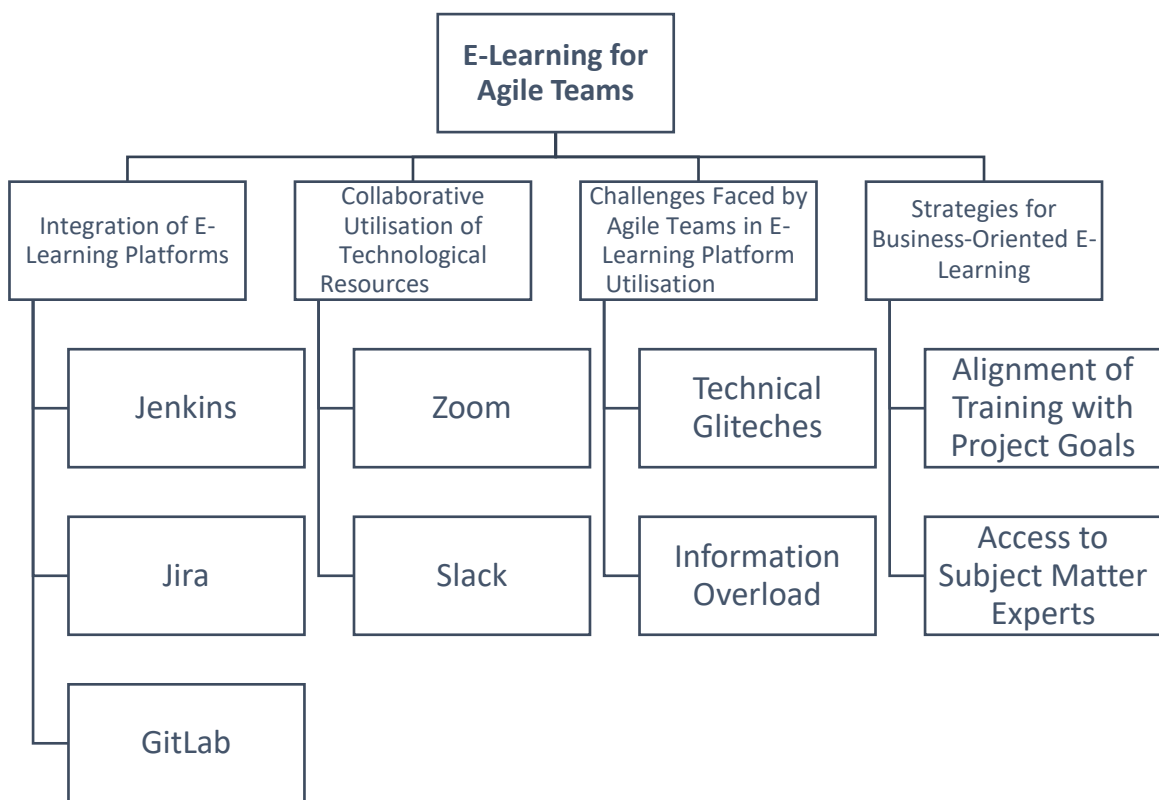 E-Learning for
Agile Teams
Integration of E-
Learning Platforms
Collaborative
Utilisation of
Technological
Resources
Challenges Faced by
Agile Teams in E-
Learning Platform
Utilisation
Strategies for
Business-Oriented E-
Learning
Jenkins
Zoom
Technical
Gliteches
Alignment of
Training with
Project Goals
Jira
Slack
Information
Overload
Access to
Subject Matter
Experts
GitLab